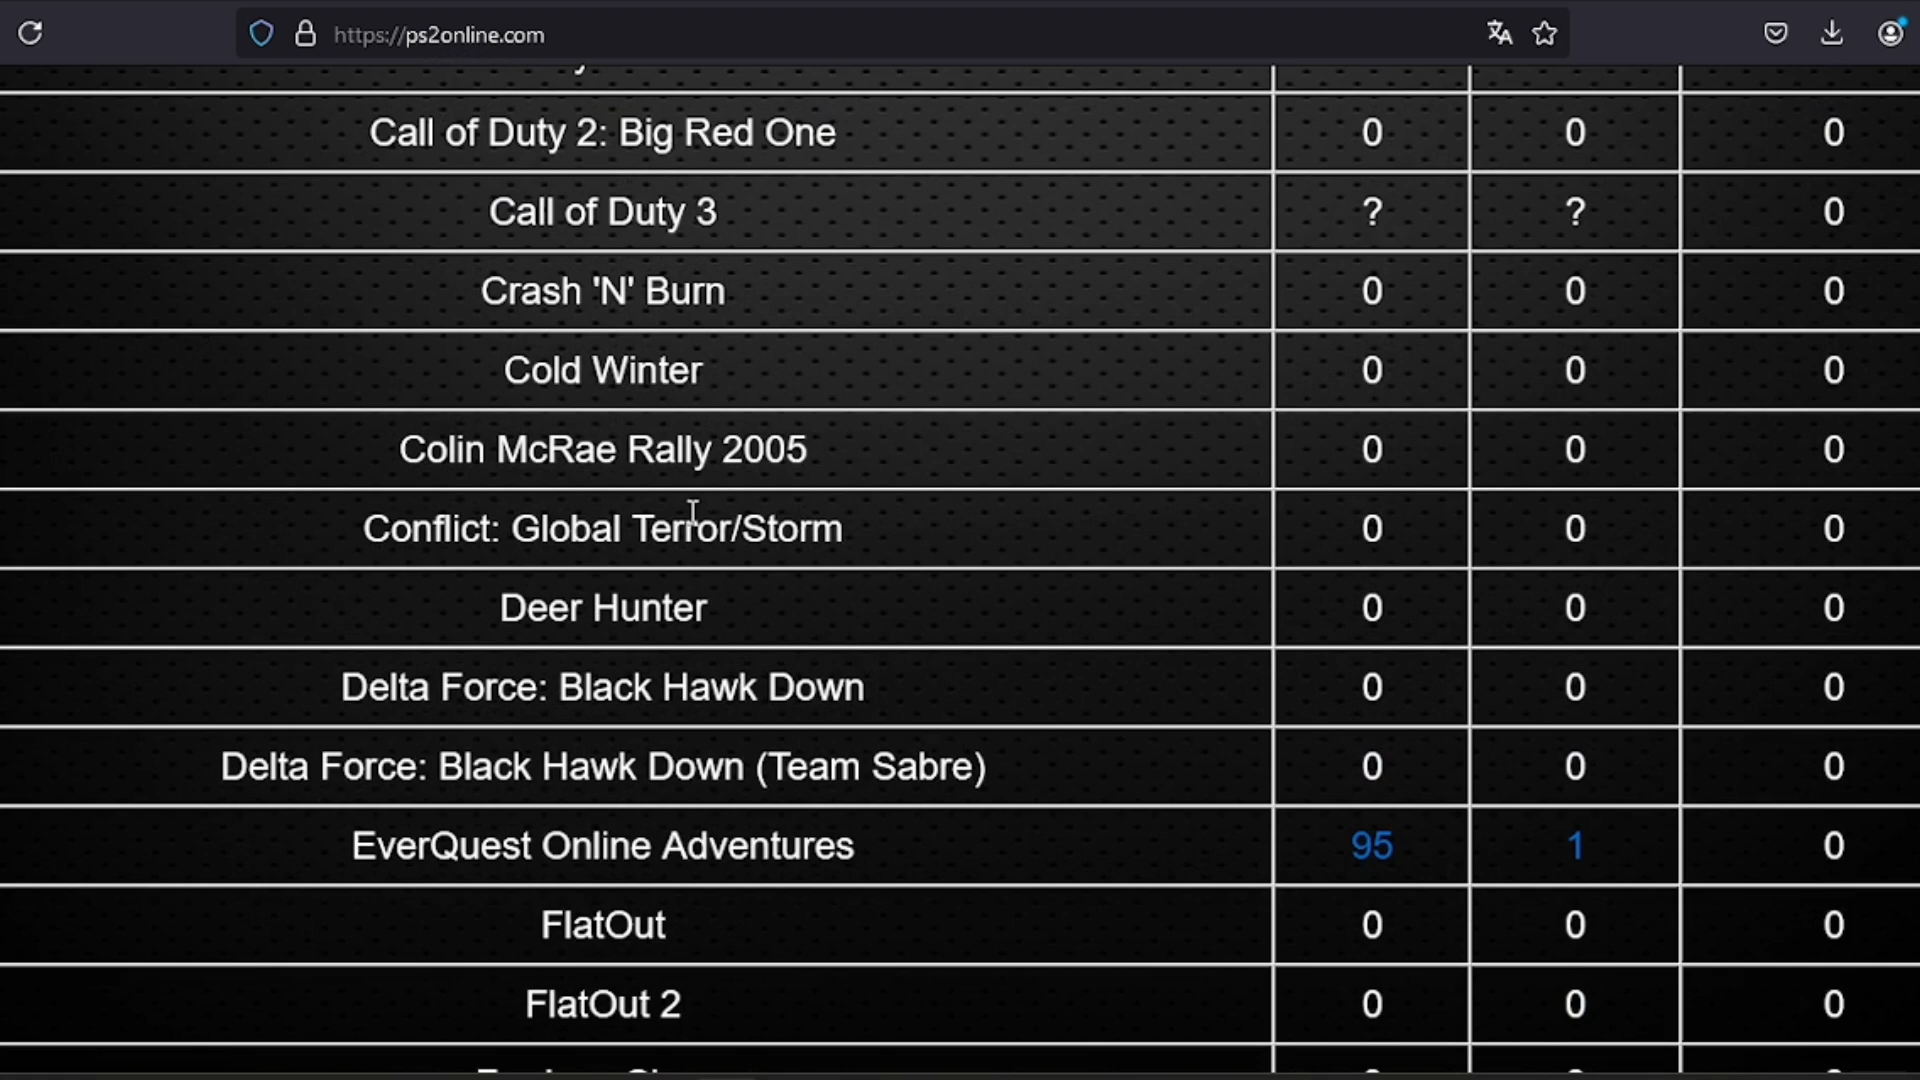 https://ps2online.com
Call of Duty 2: Big Red One 0 0 0
Call of Duty 3 ? ? 0
Crash 'N' Burn 0 0 0
Cold Winter 0 0 0
Colin McRae Rally 2005 0 0 0
Conflict: Global Terror/Storm 0 0 0
Deer Hunter 0 0 0
Delta Force: Black Hawk Down 0 0 0
Delta Force: Black Hawk Down (Team Sabre) 0 0 0
EverQuest Online Adventures 95 1 0
FlatOut 0 0 0
FlatOut 2 0 0 0